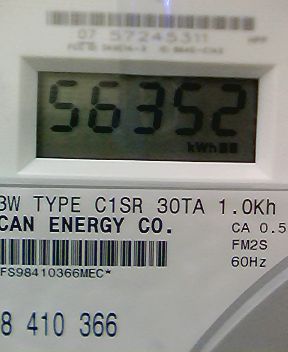 07 57245311
56352
kWh
3W TYPE C1SR 30TA 1.0Kh
CAN ENERGY CO.
CA 0.5
FM2S
FS98410366MEC*
60Hz
8 410 366